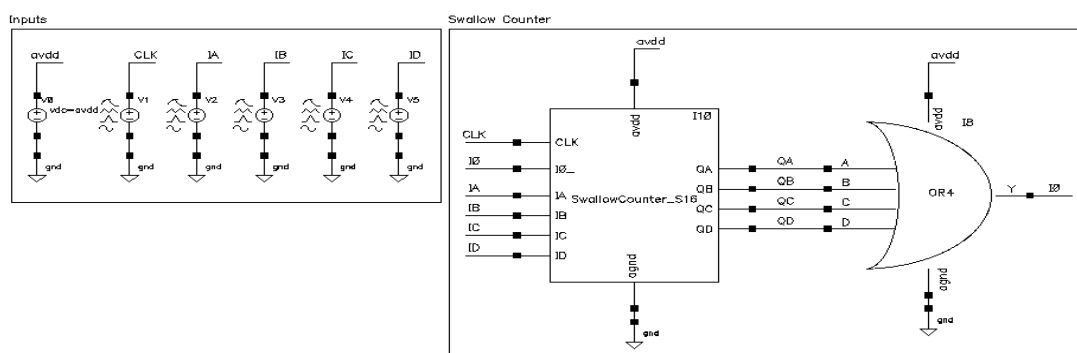 Inputs
avdd
CLK
IA
IB
IC
ID
V0
vdc=avdd
V1
V2
V3
V4
V5
gnd
gnd
gnd
gnd
gnd
gnd
Swallow Counter
avdd
avdd
I10
I8
avdd
avdd
CLK
CLK
I0
I0_
IA
IA
IB
IB
IC
IC
ID
ID
SwallowCounter_S16
QA
QA
A
QB
QB
B
QC
QC
C
QD
QD
D
OR4
Y
I0
agnd
agnd
gnd
gnd